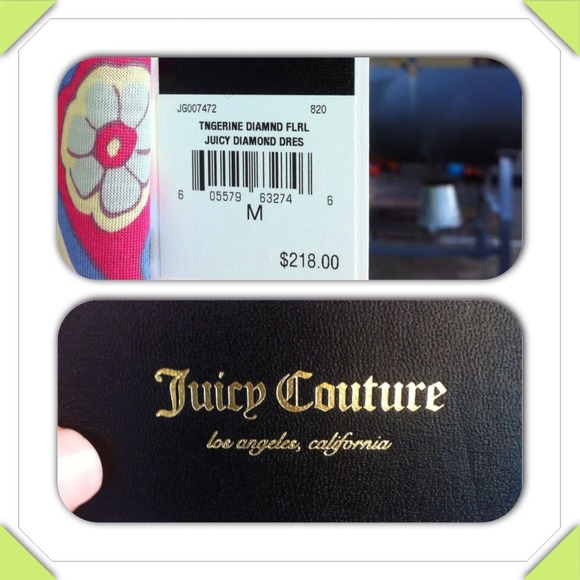 JG007472 820
TNGERINE DIAMND FLRL
JUICY DIAMOND DRES
6 05579 63274 6
M
$218.00
Juicy Couture
los angeles, california